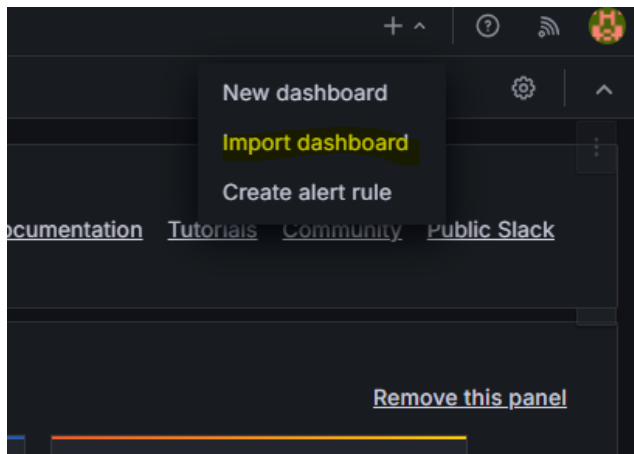 New dashboard
Import dashboard
Create alert rule
ocumentation Tutorials Community Public Slack
Remove this panel